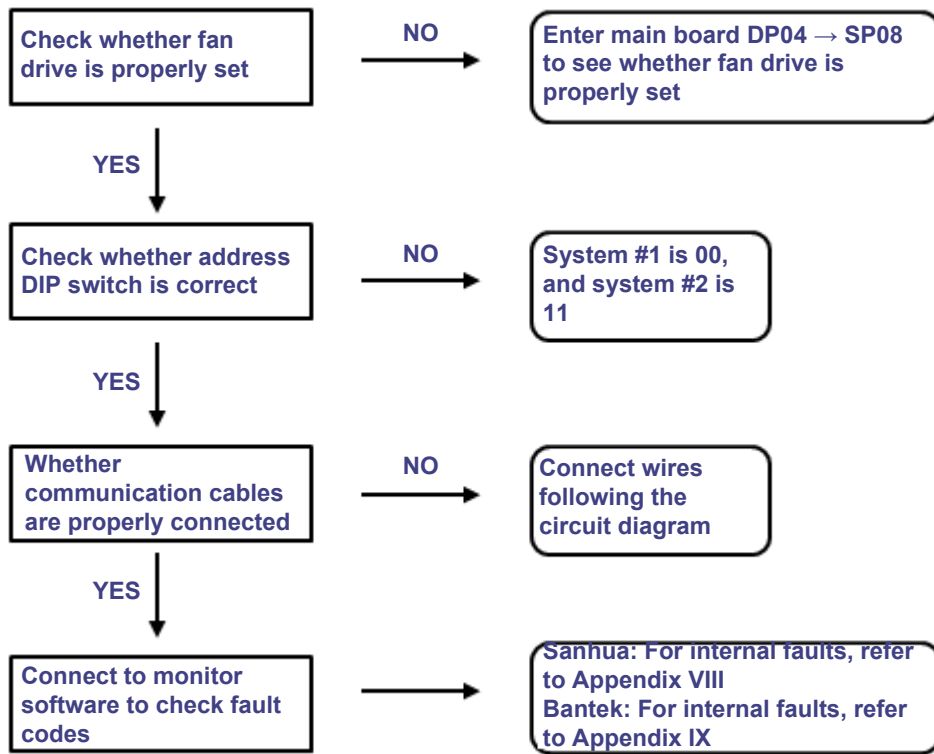 Check whether fan
drive is properly set
NO
Enter main board DP04 → SP08
to see whether fan drive is
properly set
YES
Check whether address
DIP switch is correct
NO
System #1 is 00,
and system #2 is
11
YES
Whether
communication cables
are properly connected
NO
Connect wires
following the
circuit diagram
YES
Connect to monitor
software to check fault
codes
Sanhua: For internal faults, refer
to Appendix VIII
Bantek: For internal faults, refer
to Appendix IX